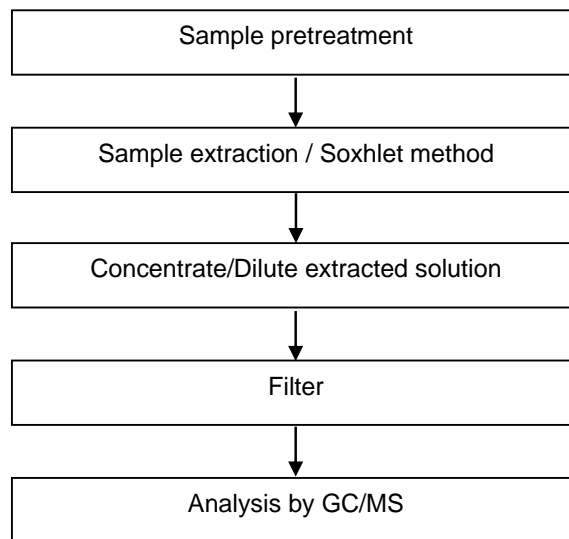 Sample pretreatment
Sample extraction / Soxhlet method
Concentrate/Dilute extracted solution
Filter
Analysis by GC/MS